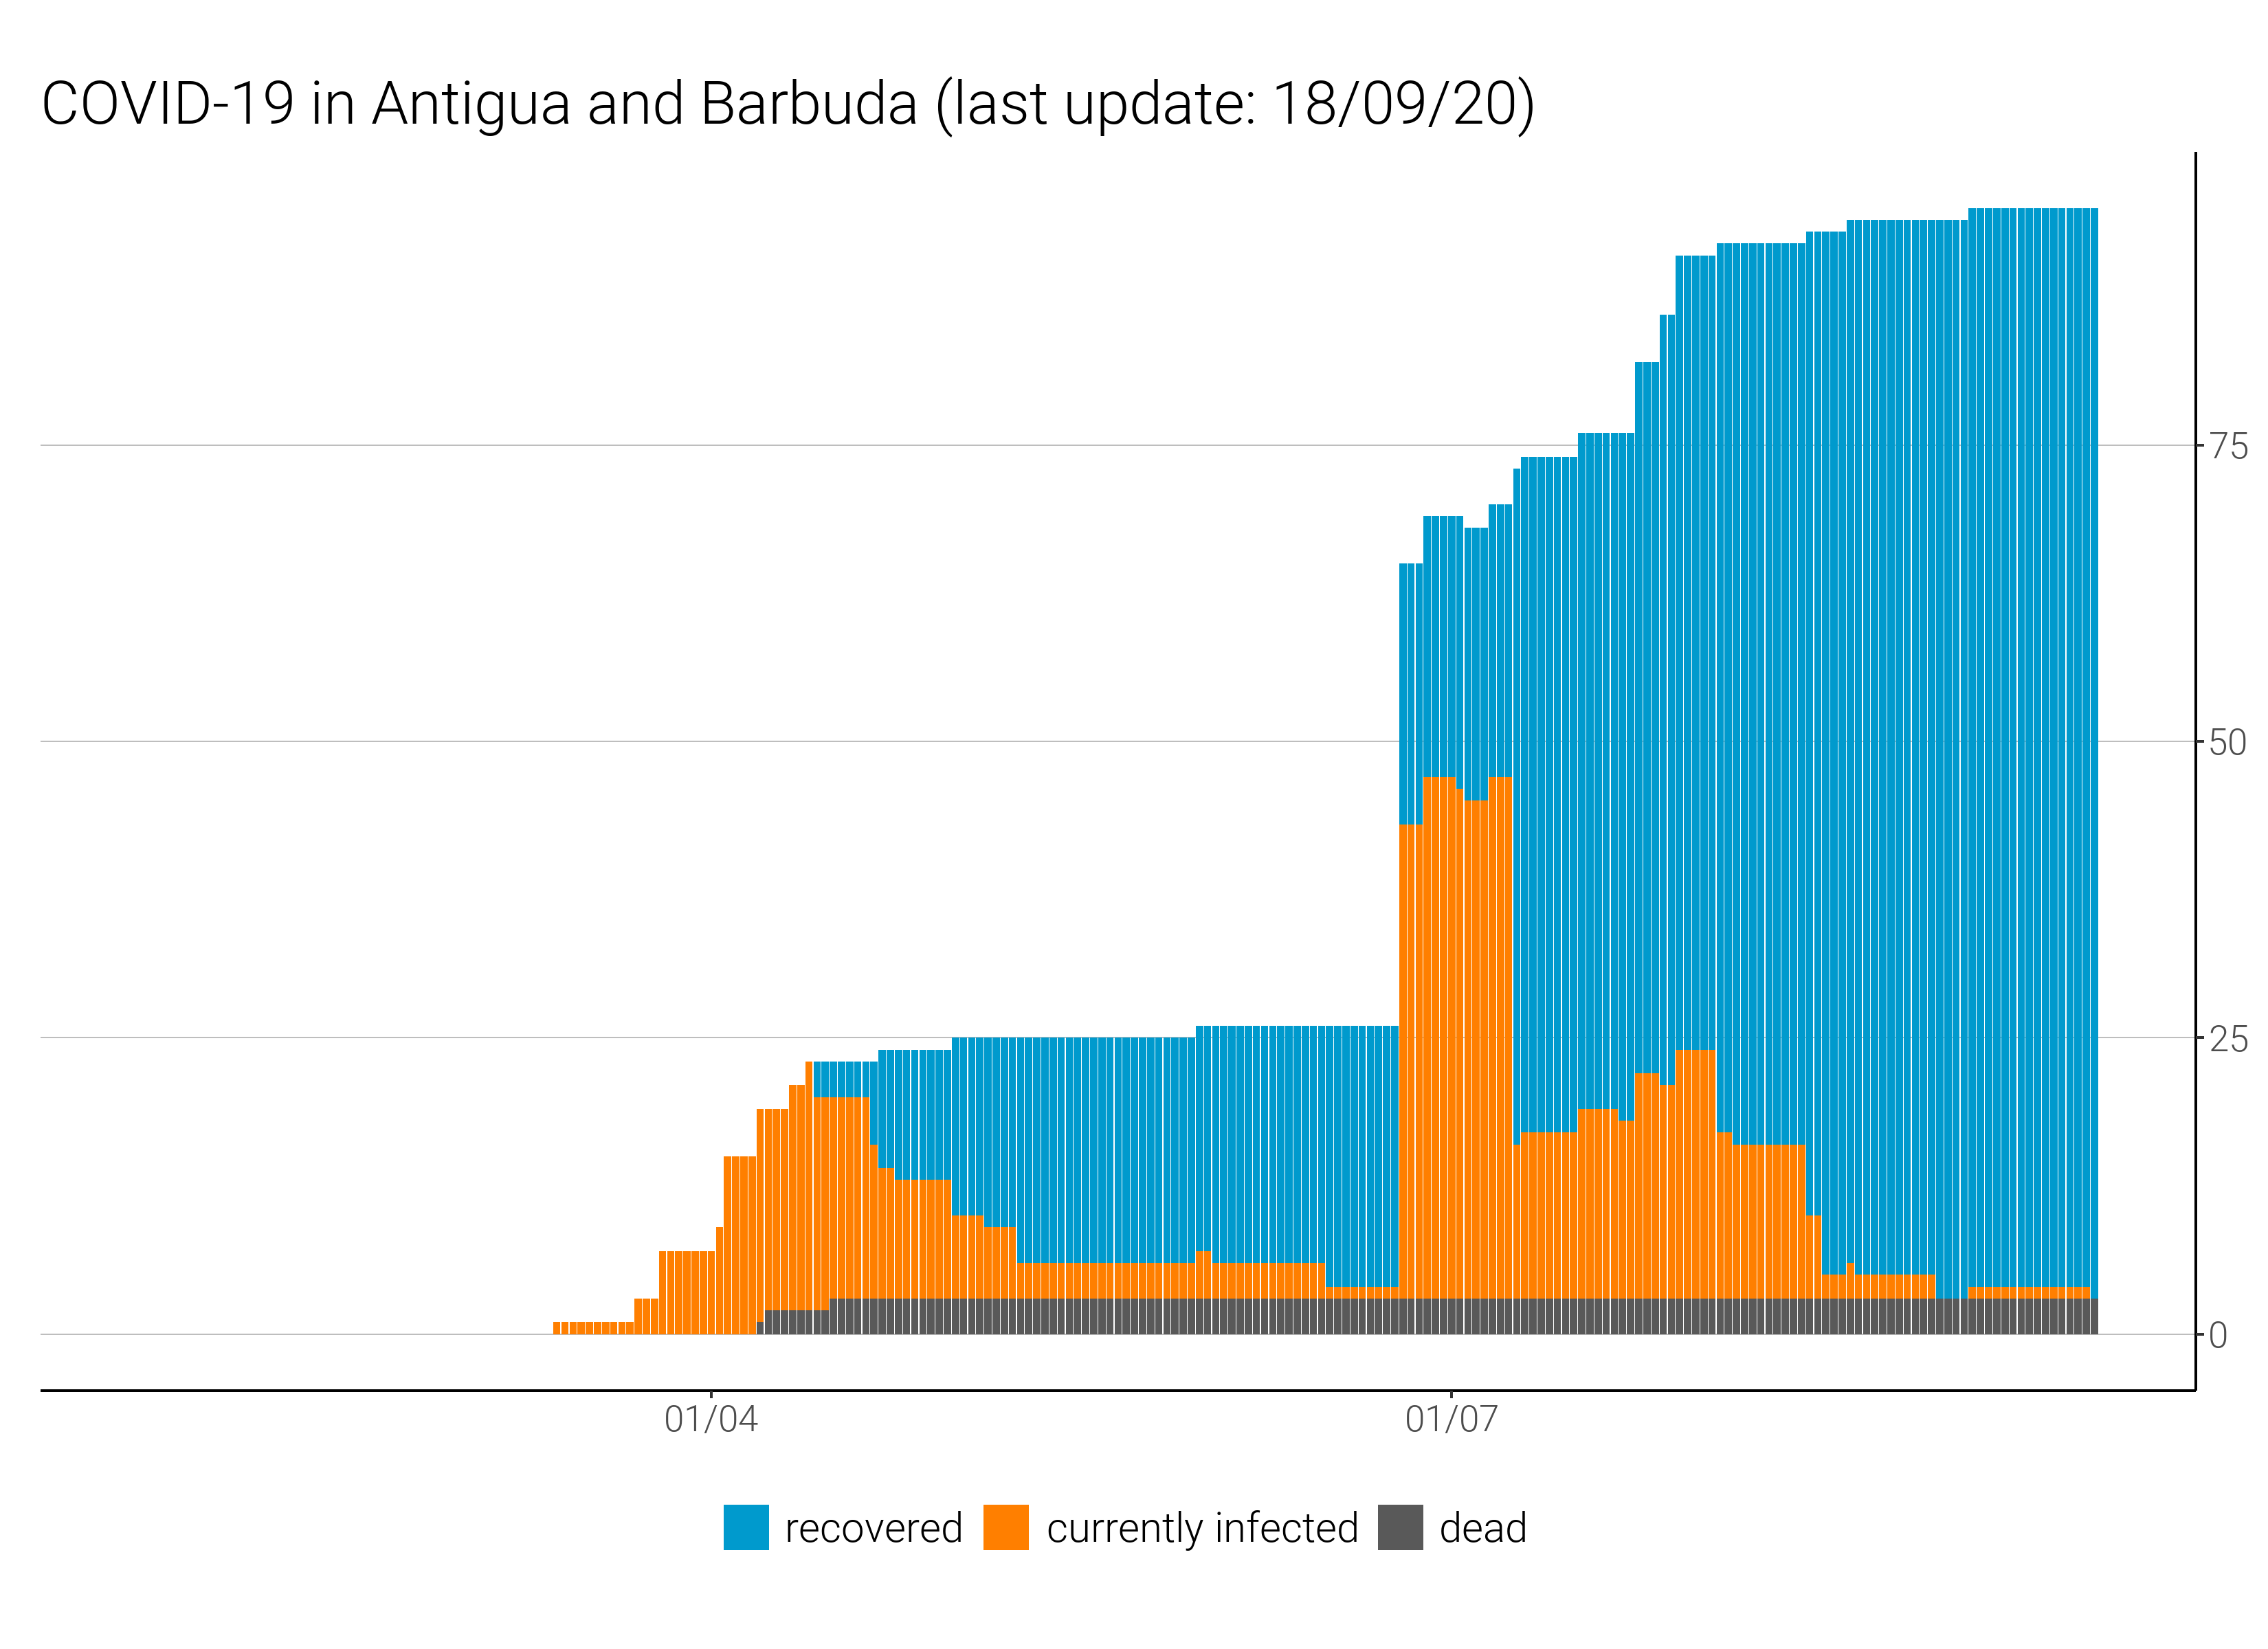 COVID-19 in Antigua and Barbuda (last update: 18/09/20)
75
50
25
0
01/04 01/07
recovered currently infected dead